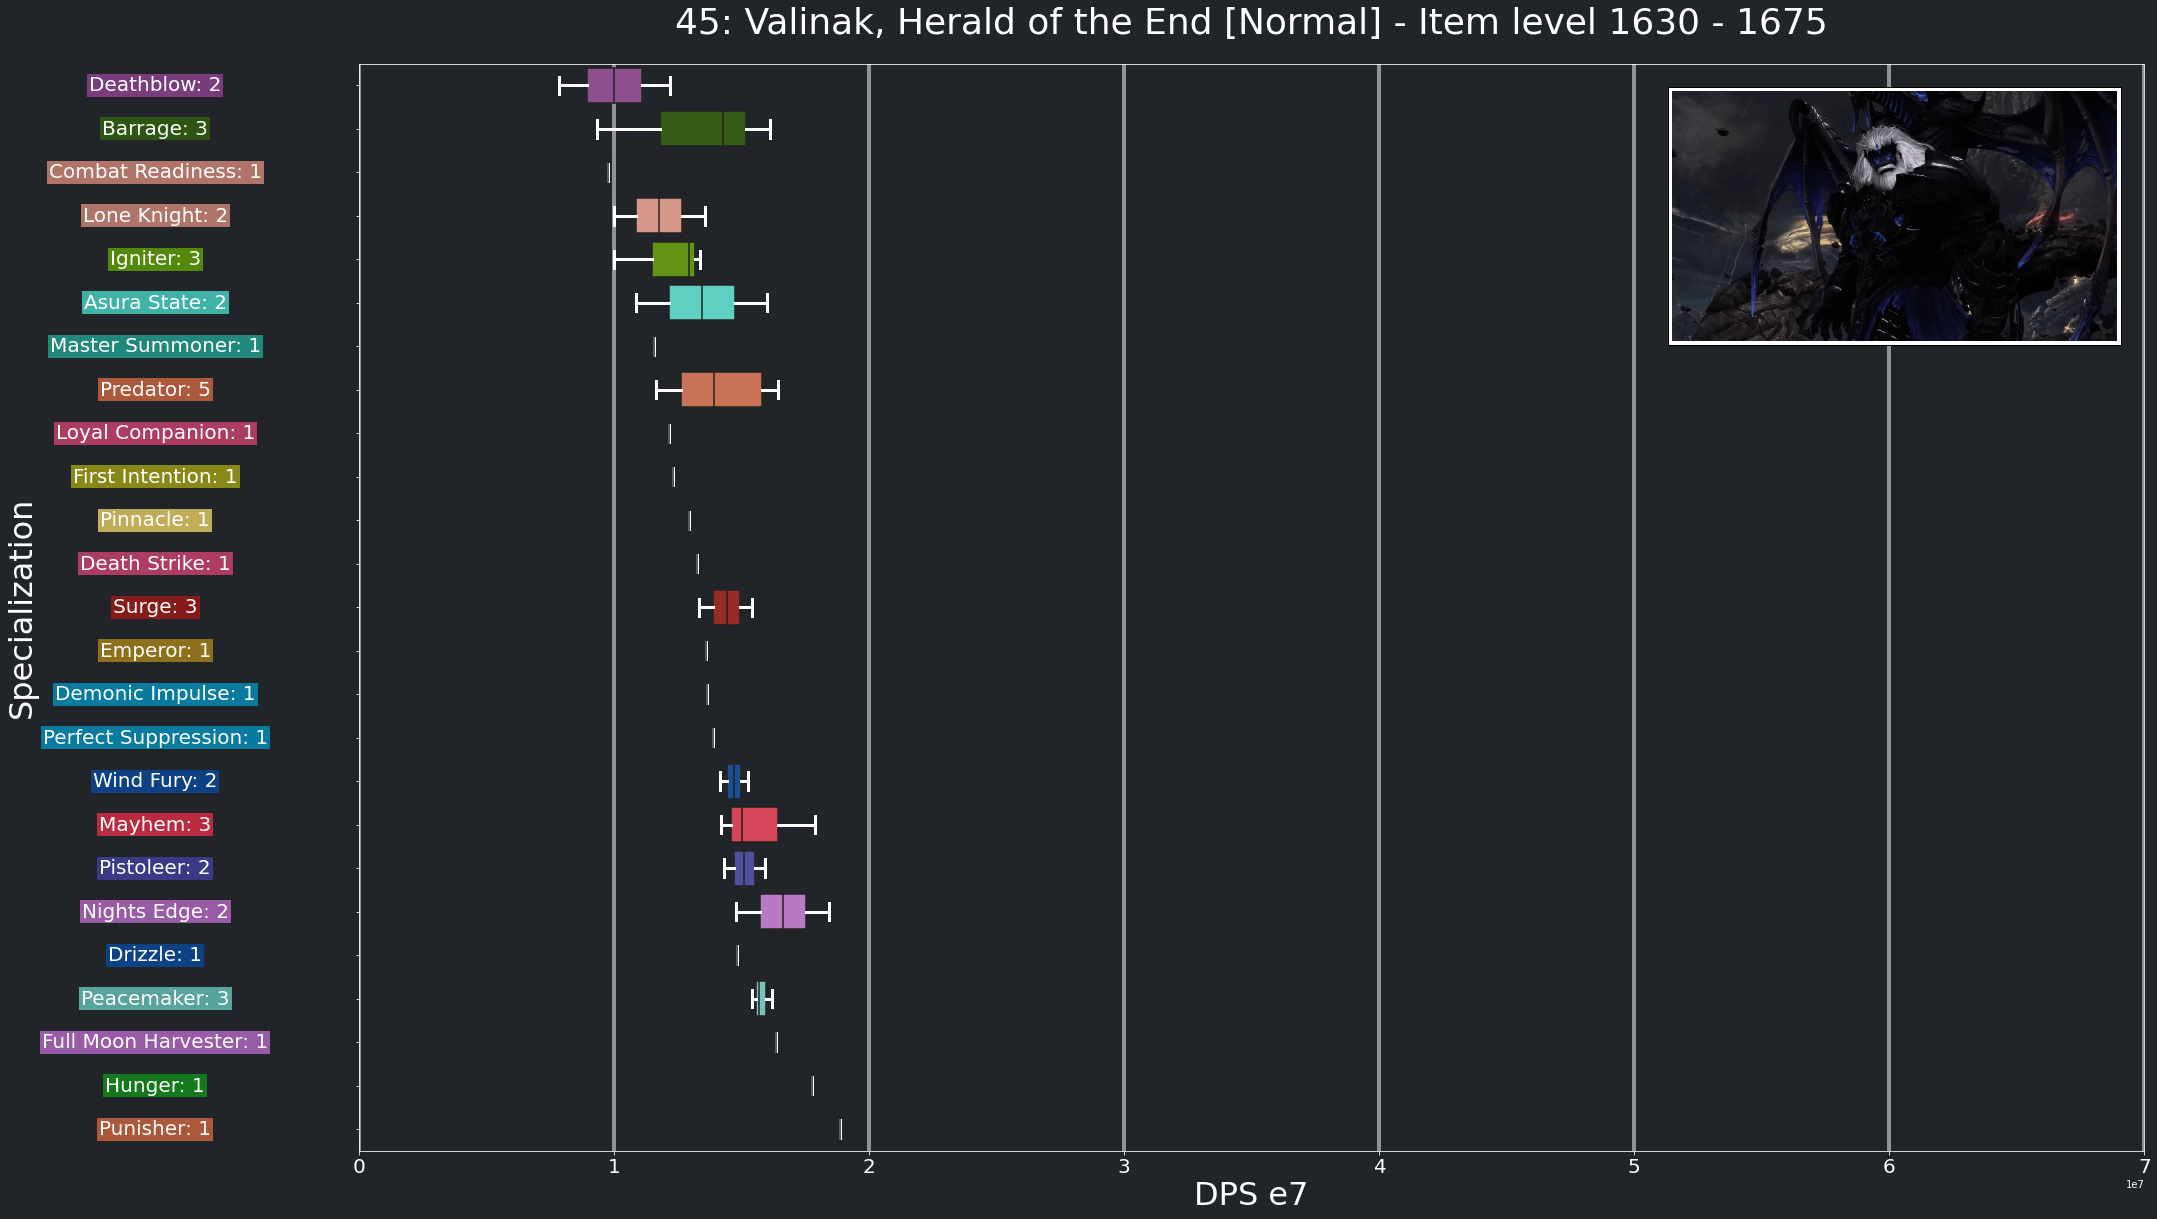 45: Valinak, Herald of the End [Normal] - Item level 1630 - 1675
Deathblow: 2
Barrage: 3
Combat Readiness: 1
Lone Knight: 2
Igniter: 3
Asura State: 2
Master Summoner: 1
Predator: 5
Loyal Companion: 1
First Intention: 1
Pinnacle: 1
Death Strike: 1
Surge: 3
Emperor: 1
Demonic Impulse: 1
Perfect Suppression: 1
Wind Fury: 2
Mayhem: 3
Pistoleer: 2
Nights Edge: 2
Drizzle: 1
Peacemaker: 3
Full Moon Harvester: 1
Hunger: 1
Punisher: 1
Specialization
0 1 2 3 4 5 6 7
1e7
DPS e7